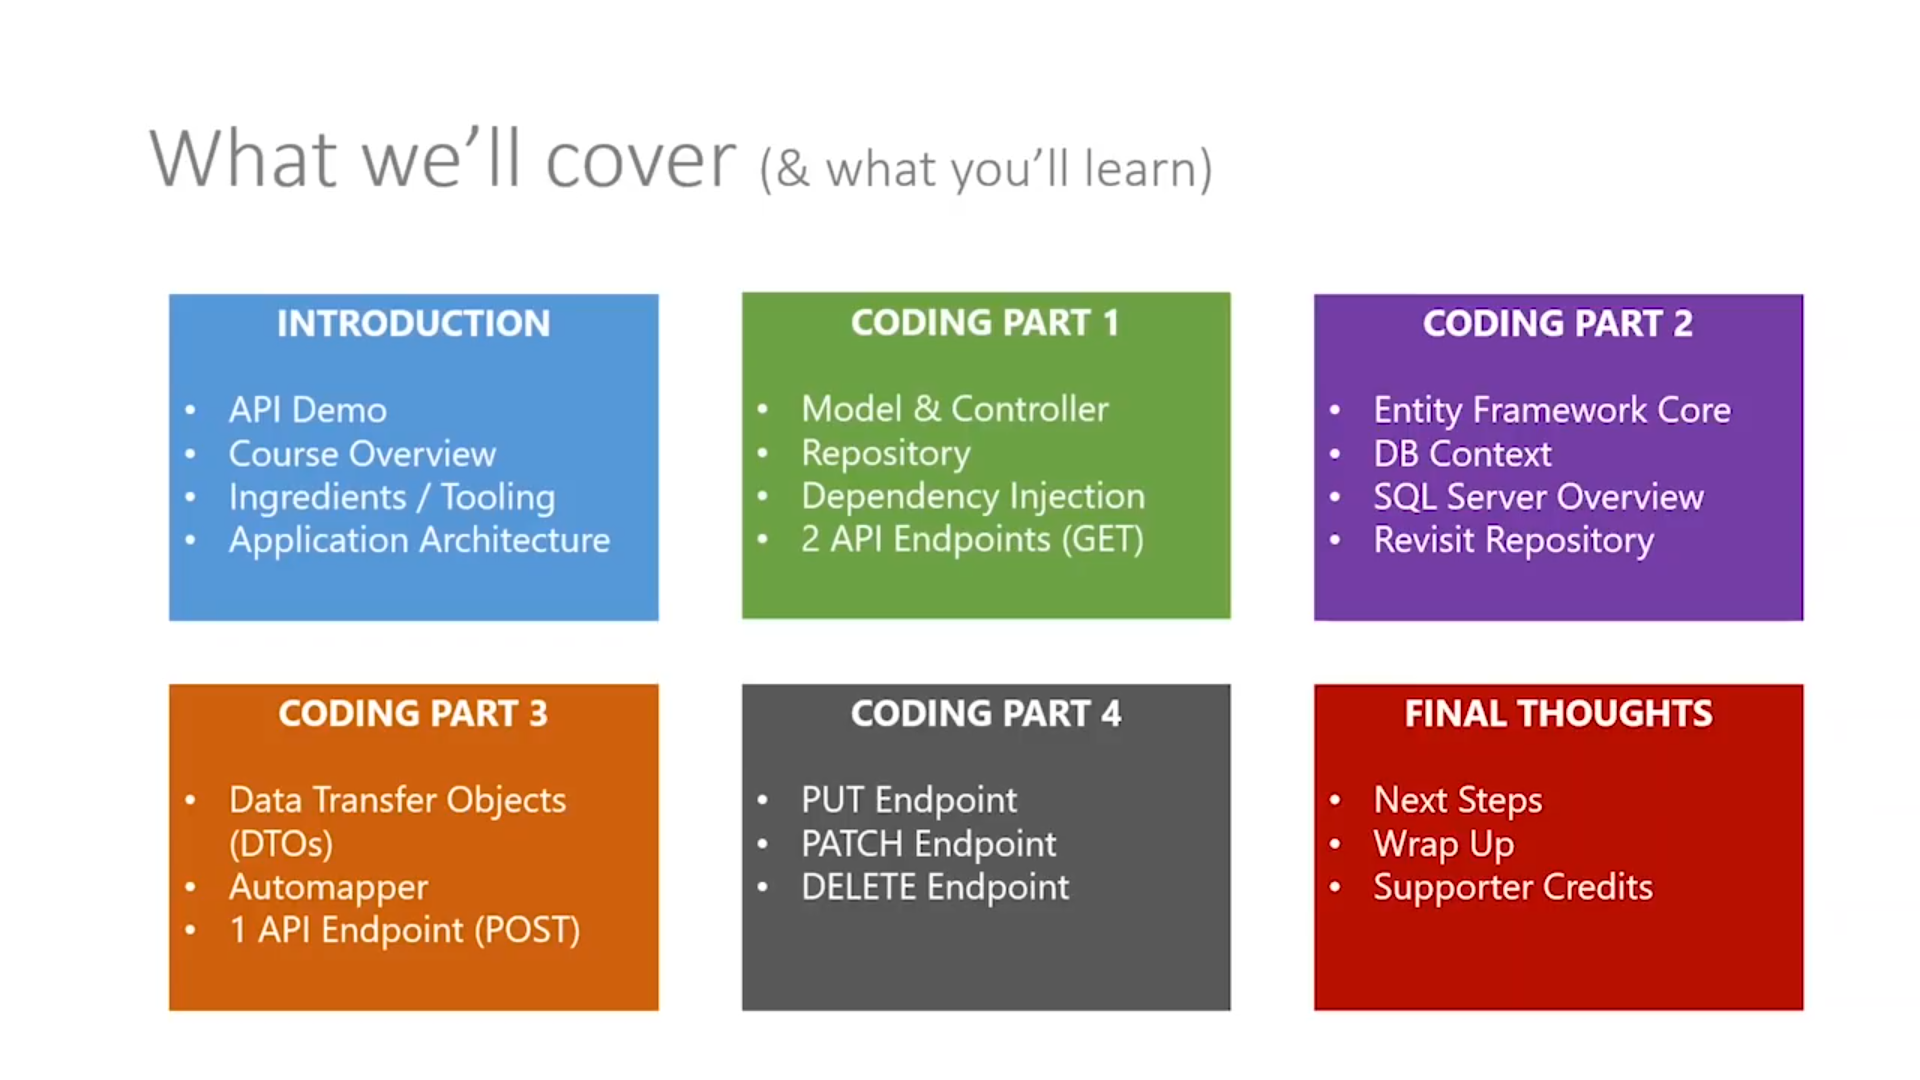 What we’ll cover (& what you’ll learn)
INTRODUCTION
• API Demo
• Course Overview
• Ingredients / Tooling
• Application Architecture
CODING PART 1
• Model & Controller
• Repository
• Dependency Injection
• 2 API Endpoints (GET)
CODING PART 2
• Entity Framework Core
• DB Context
• SQL Server Overview
• Revisit Repository
CODING PART 3
• Data Transfer Objects
(DTOs)
• Automapper
• 1 API Endpoint (POST)
CODING PART 4
• PUT Endpoint
• PATCH Endpoint
• DELETE Endpoint
FINAL THOUGHTS
• Next Steps
• Wrap Up
• Supporter Credits